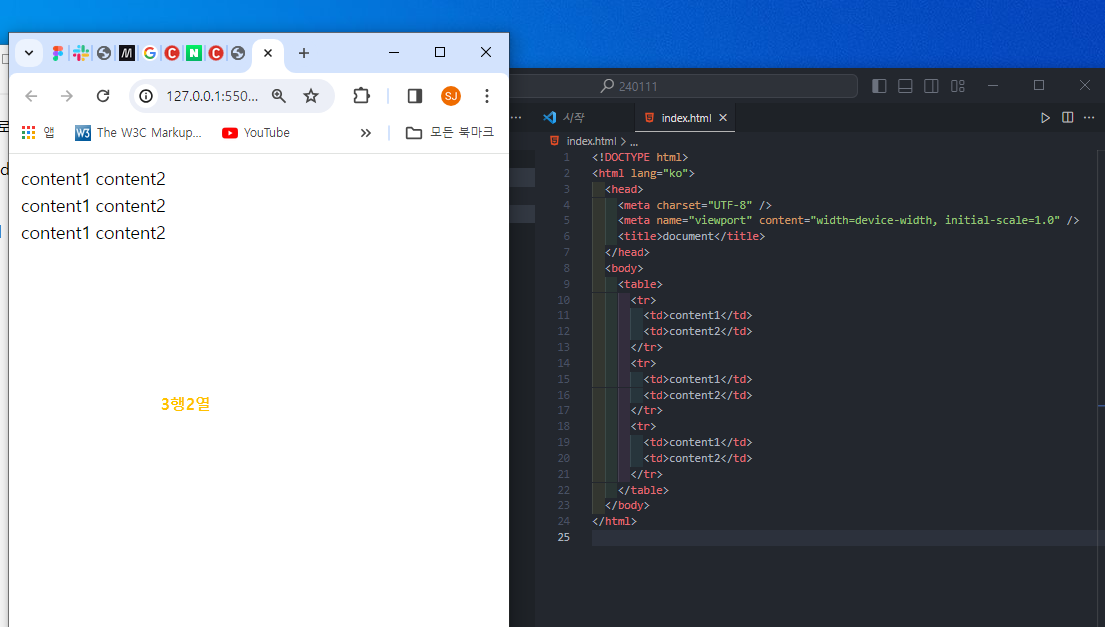 127.0.0.1:550...
SJ
앱
The W3C Markup...
YouTube
모든 북마크
content1 content2
content1 content2
content1 content2
3행2열
240111
시작
index.html
index.html > ...
1 <!DOCTYPE html>
2 <html lang="ko">
3 <head>
4 <meta charset="UTF-8" />
5 <meta name="viewport" content="width=device-width, initial-scale=1.0" />
6 <title>document</title>
7 </head>
8 <body>
9 <table>
10 <tr>
11 <td>content1</td>
12 <td>content2</td>
13 </tr>
14 <tr>
15 <td>content1</td>
16 <td>content2</td>
17 </tr>
18 <tr>
19 <td>content1</td>
20 <td>content2</td>
21 </tr>
22 </table>
23 </body>
24 </html>
25